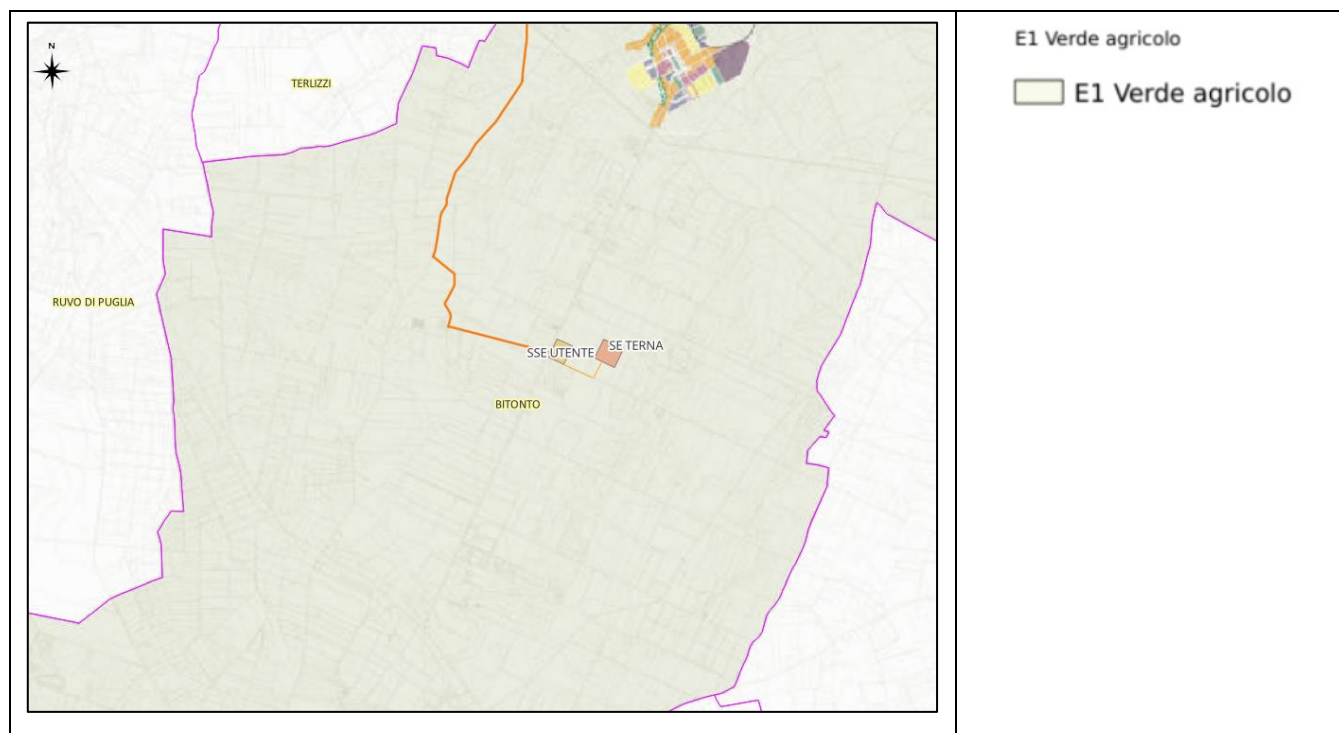 N
TERLIZZI
RUVO DI PUGLIA
SSE UTENTE
SE TERNA
BITONTO
E1 Verde agricolo
E1 Verde agricolo